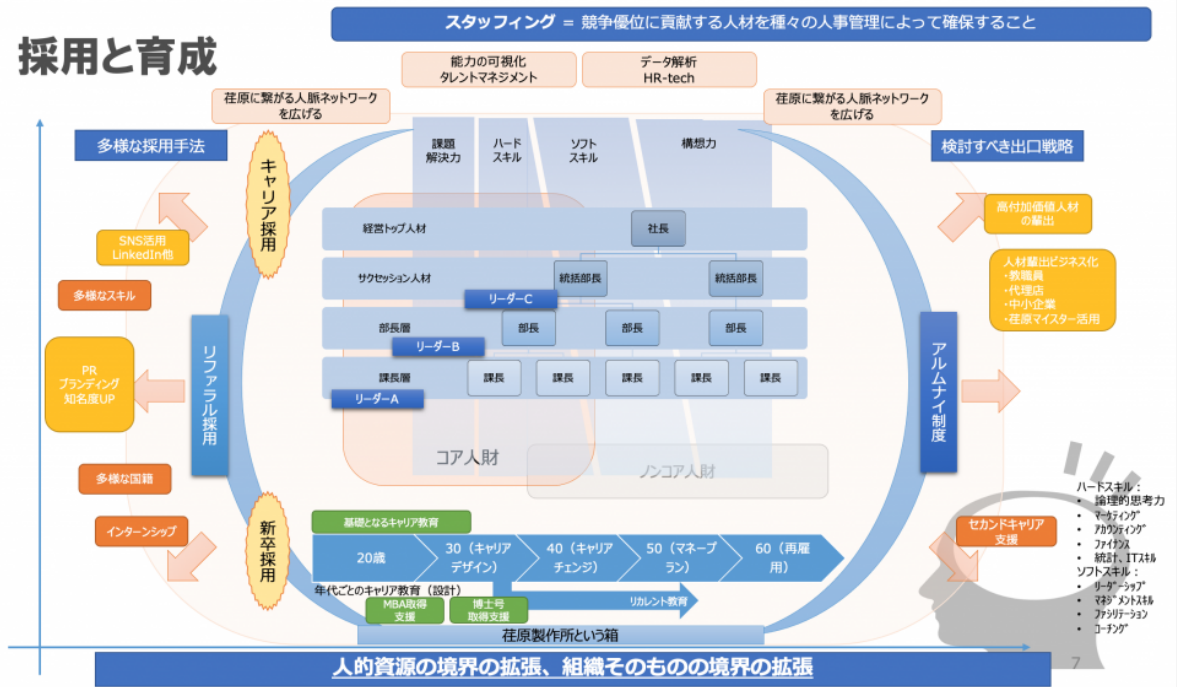 スタッフィング = 競争優位に貢献する人材を種々の人事管理によって確保すること
採用と育成
能力の可視化
タレントマネジメント
データ解析
HR-tech
荏原に繋がる人脈ネットワーク
を広げる
荏原に繋がる人脈ネットワーク
を広げる
多様な採用手法
検討すべき出口戦略
キャリア採用
課題
解決力
ハード
スキル
ソフト
スキル
構想力
SNS活用
LinkedIn他
多様なスキル
PR
ブランディング
知名度UP
多様な国籍
インターンシップ
リファラル採用
新卒採用
経営トップ人材
社長
サクセッション人材
統括部長
統括部長
リーダーC
部長層
部長
部長
部長
リーダーB
課長層
課長
課長
課長
課長
課長
リーダーA
コア人財
ノンコア人財
アルムナイ制度
高付加価値人材
の輩出
人材輩出ビジネス化
・教職員
・代理店
・中小企業
・荏原マイスター活用
セカンドキャリア
支援
ハードスキル：
• 論理的思考力
• マーケティング
• アカウンティング
• ファイナンス
• 統計、ITスキル
ソフトスキル：
• リーダーシップ
• マネジメントスキル
• ファシリテーション
• コーチング
基礎となるキャリア教育
20歳
30（キャリア
デザイン）
40（キャリア
チェンジ）
50（マネープ
ラン）
60（再雇
用）
年代ごとのキャリア教育（設計）
MBA取得
支援
博士号
取得支援
リカレント教育
荏原製作所という箱
人的資源の境界の拡張、組織そのものの境界の拡張
7